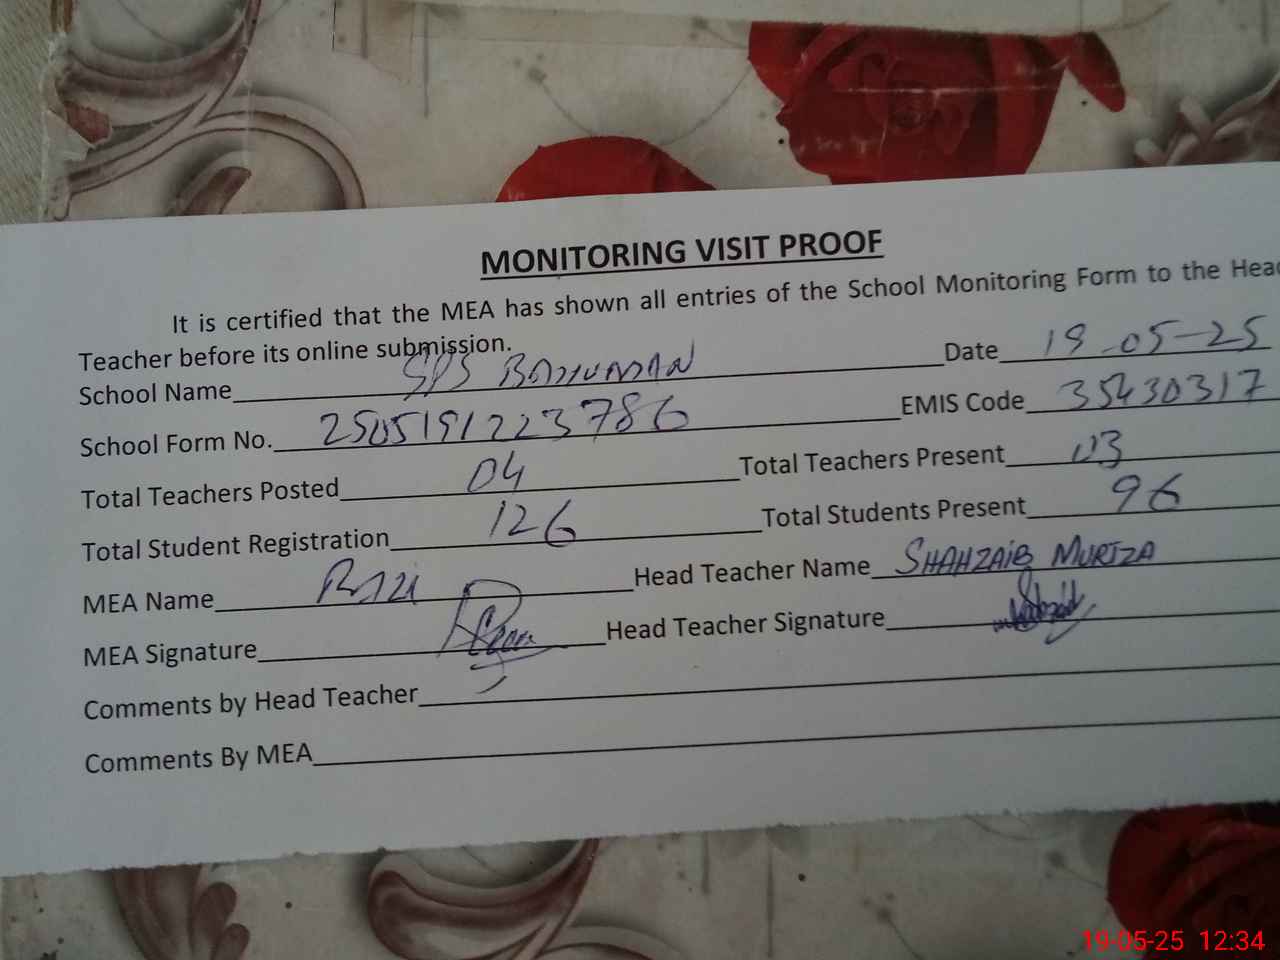 MONITORING VISIT PROOF
It is certified that the MEA has shown all entries of the School Monitoring Form to the Head
Teacher before its online submission.
School Name GPS Date 19-05-25
School Form No. 2505191223786 EMIS Code 35430317
Total Teachers Posted 04 Total Teachers Present 03
Total Student Registration 126 Total Students Present 96
MEA Name Head Teacher Name SHAHZAIB MURTZA
MEA Signature Head Teacher Signature
Comments by Head Teacher
Comments By MEA
19-05-25 12:34